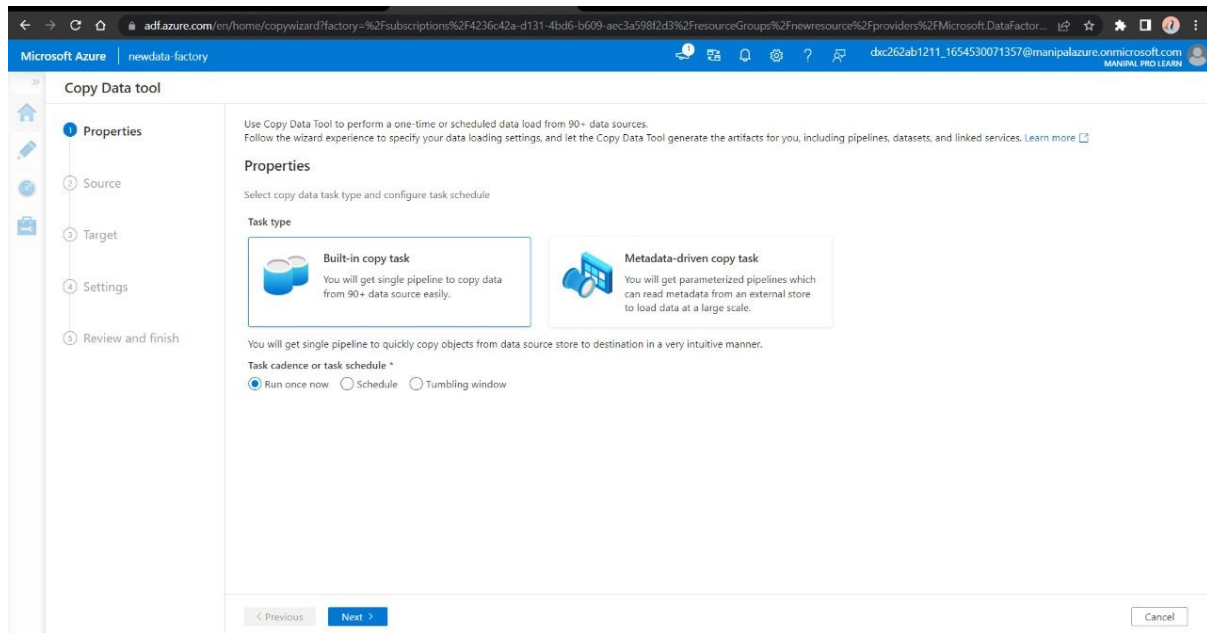 adf.azure.com/en/home/copywizard?factory=%2Fsubscriptions%2F4236c42a-d131-4bd6-b609-aec3a598f2d3%2FresourceGroups%2Fnewresource%2Fproviders%2FMicrosoft.DataFactor...
Microsoft Azure | newdata-factory
1
?
dxc262ab1211_1654530071357@manipalazure.onmicrosoft.com
MANIPAL PRO LEARN
Copy Data tool
1 Properties
2 Source
3 Target
4 Settings
5 Review and finish
Use Copy Data Tool to perform a one-time or scheduled data load from 90+ data sources.
Follow the wizard experience to specify your data loading settings, and let the Copy Data Tool generate the artifacts for you, including pipelines, datasets, and linked services. Learn more
Properties
Select copy data task type and configure task schedule
Task type
Built-in copy task
You will get single pipeline to copy data
from 90+ data source easily.
Metadata-driven copy task
You will get parameterized pipelines which
can read metadata from an external store
to load data at a large scale.
You will get single pipeline to quickly copy objects from data source store to destination in a very intuitive manner.
Task cadence or task schedule *
Run once now Schedule Tumbling window
< Previous
Next >
Cancel